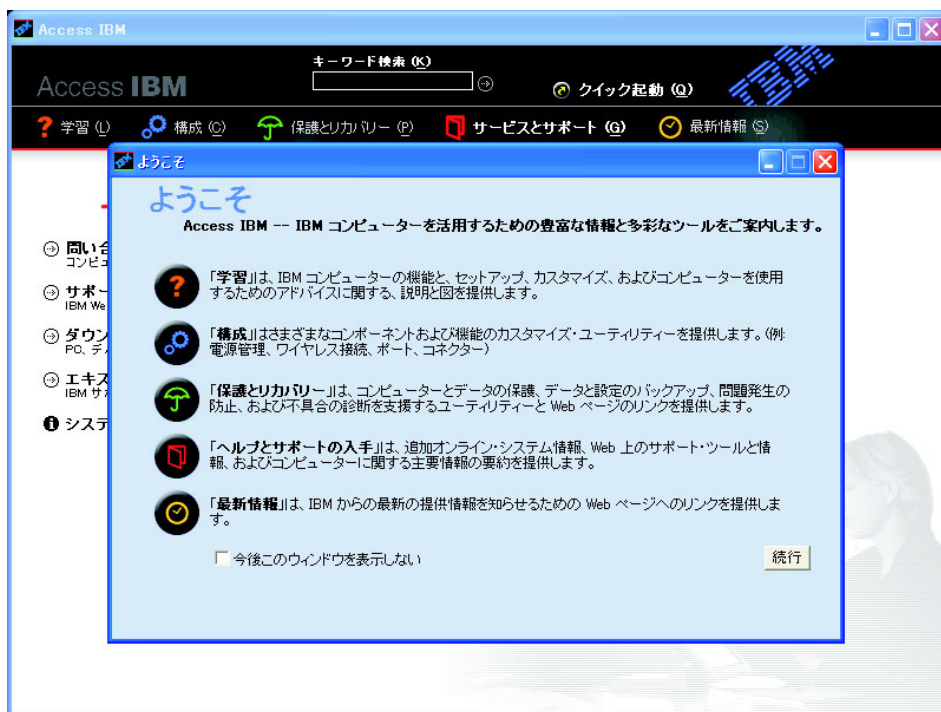 Access IBM
キーワード検索 (K)
Access IBM
クイック起動 (Q)
IBM
学習 (L)
構成 (C)
保護とリカバリー (P)
サービスとサポート (G)
最新情報 (S)
ようこそ
ようこそ
Access IBM -- IBM コンピューターを活用するための豊富な情報と多彩なツールをご案内します。
「学習」は、IBM コンピューターの機能と、セットアップ、カスタマイズ、およびコンピューターを使用
するためのアドバイスに関する、説明と図を提供します。
「構成」はさまざまなコンポーネントおよび機能のカスタマイズ・ユーティリティーを提供します。(例:
電源管理、ワイヤレス接続、ポート、コネクター)
「保護とリカバリー」は、コンピューターとデータの保護、データと設定のバックアップ、問題発生の
防止、および不具合の診断を支援するユーティリティーと Web ページのリンクを提供します。
「ヘルプとサポートの入手」は、追加オンライン・システム情報、Web 上のサポート・ツールと情
報、およびコンピューターに関する主要情報の要約を提供します。
「最新情報」は、IBM からの最新の提供情報を知らせるための Web ページへのリンクを提供しま
す。
今後このウィンドウを表示しない
続行
問い合
コンピュ
サポー
IBM We
ダウン
PC、デ
エキス
IBM サ
システ